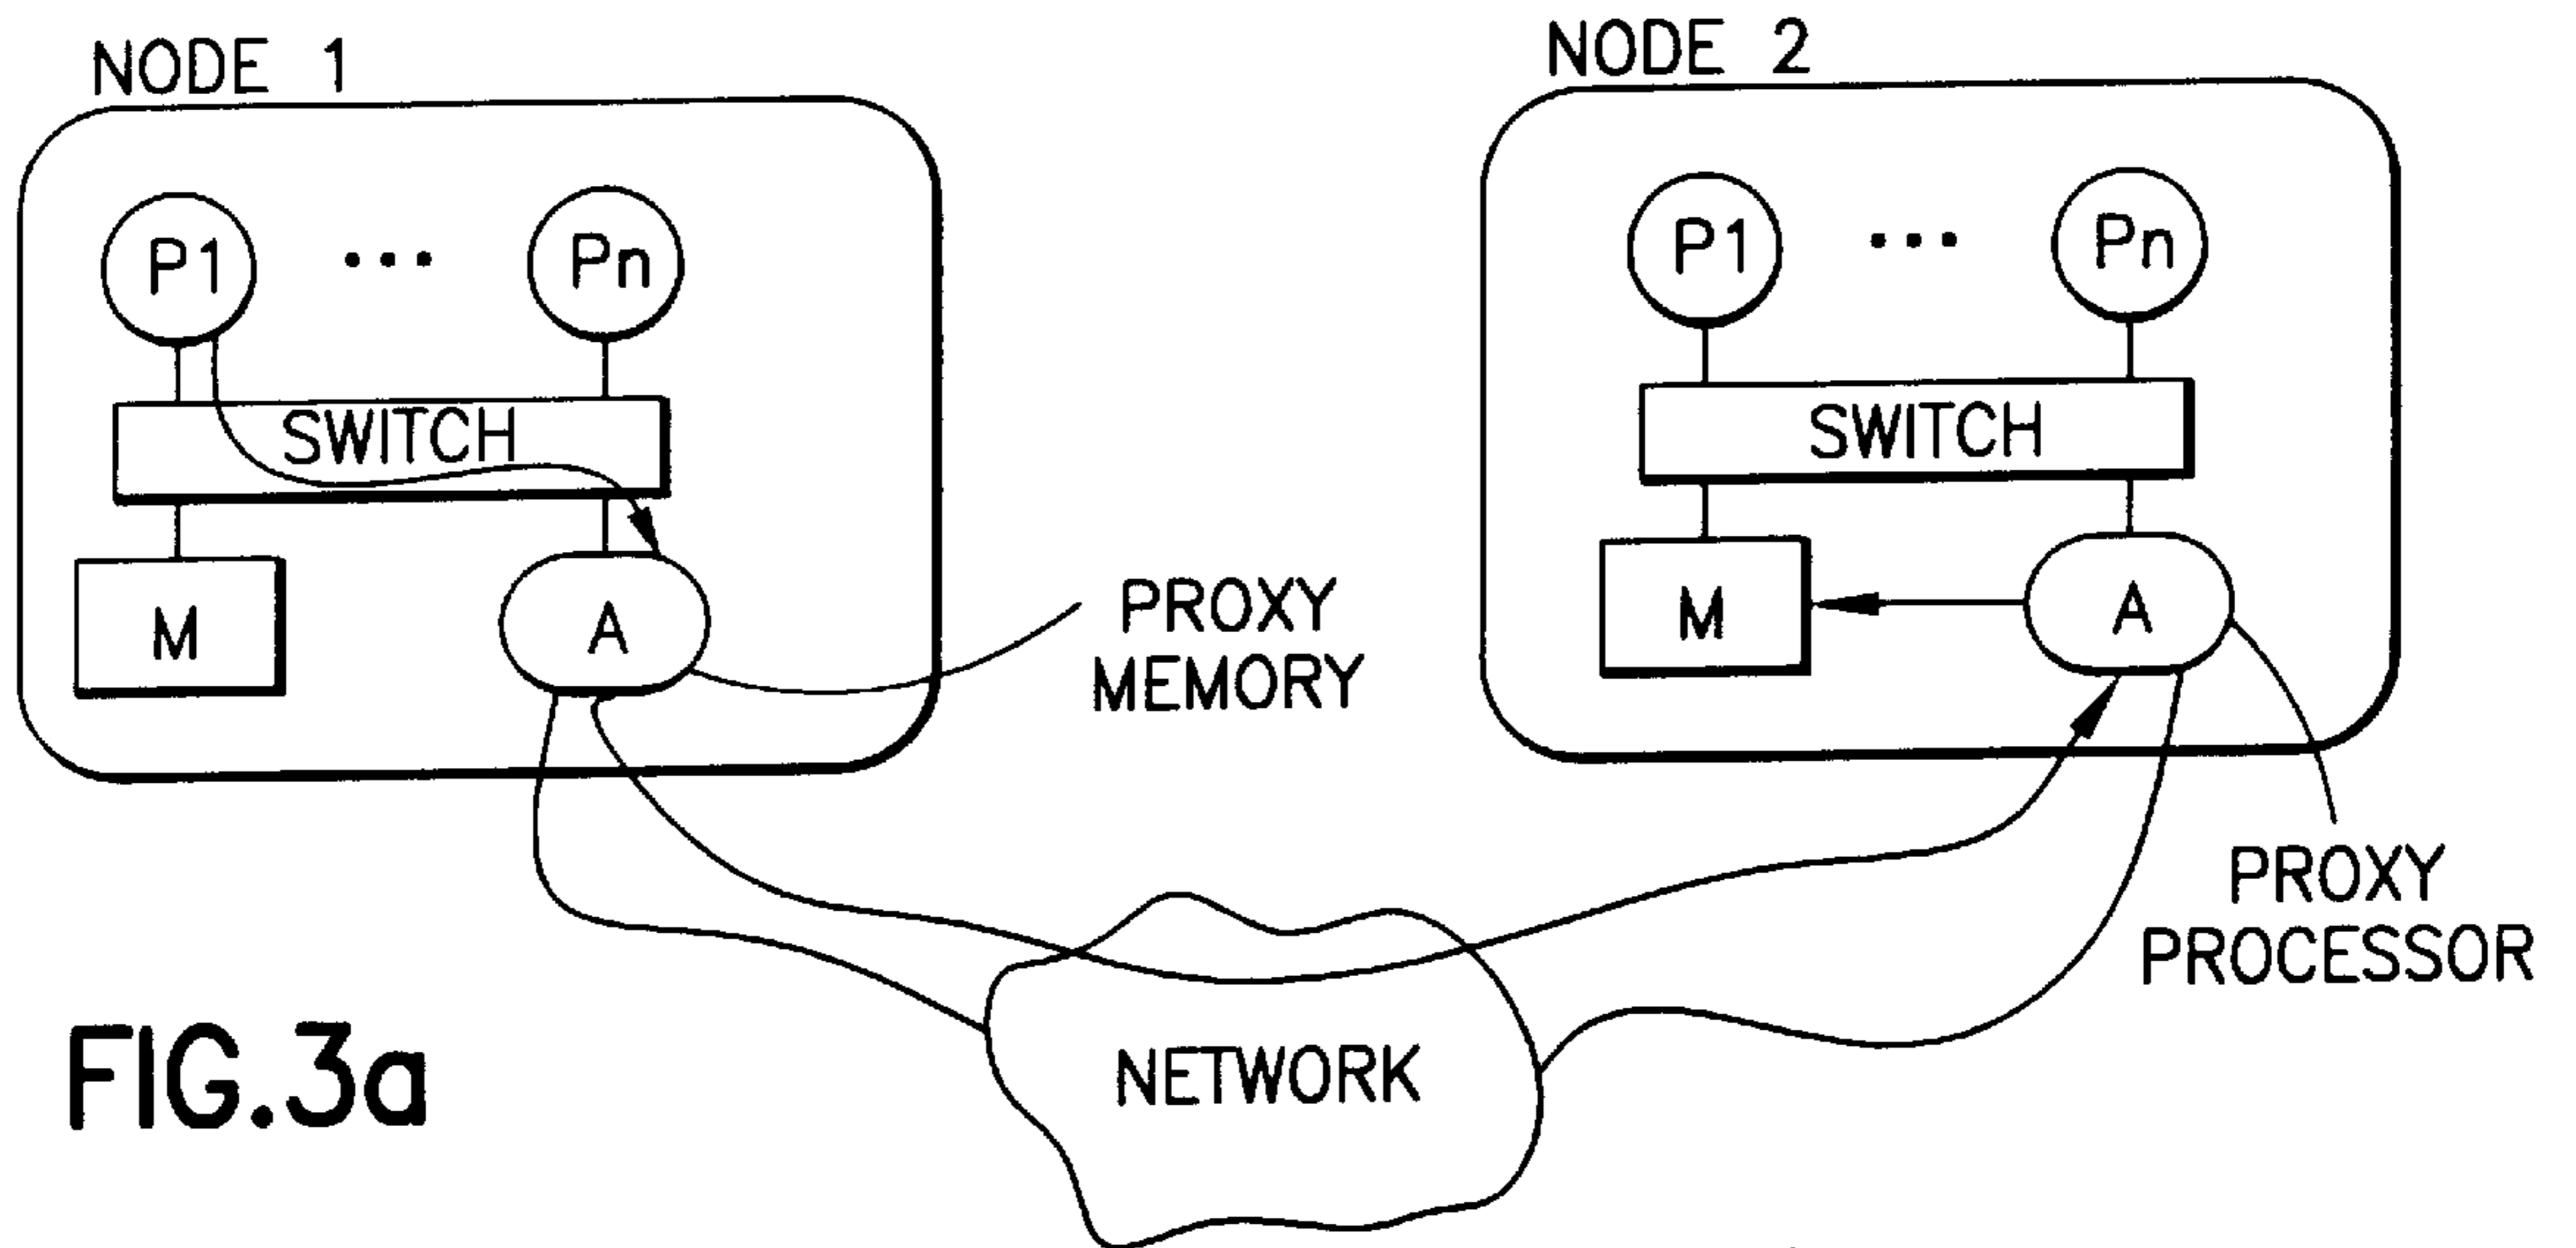 NODE 1
P1 ... Pn
SWITCH
M
A
PROXY
MEMORY
NODE 2
P1 ... Pn
SWITCH
M
A
PROXY
PROCESSOR
NETWORK
FIG.3a